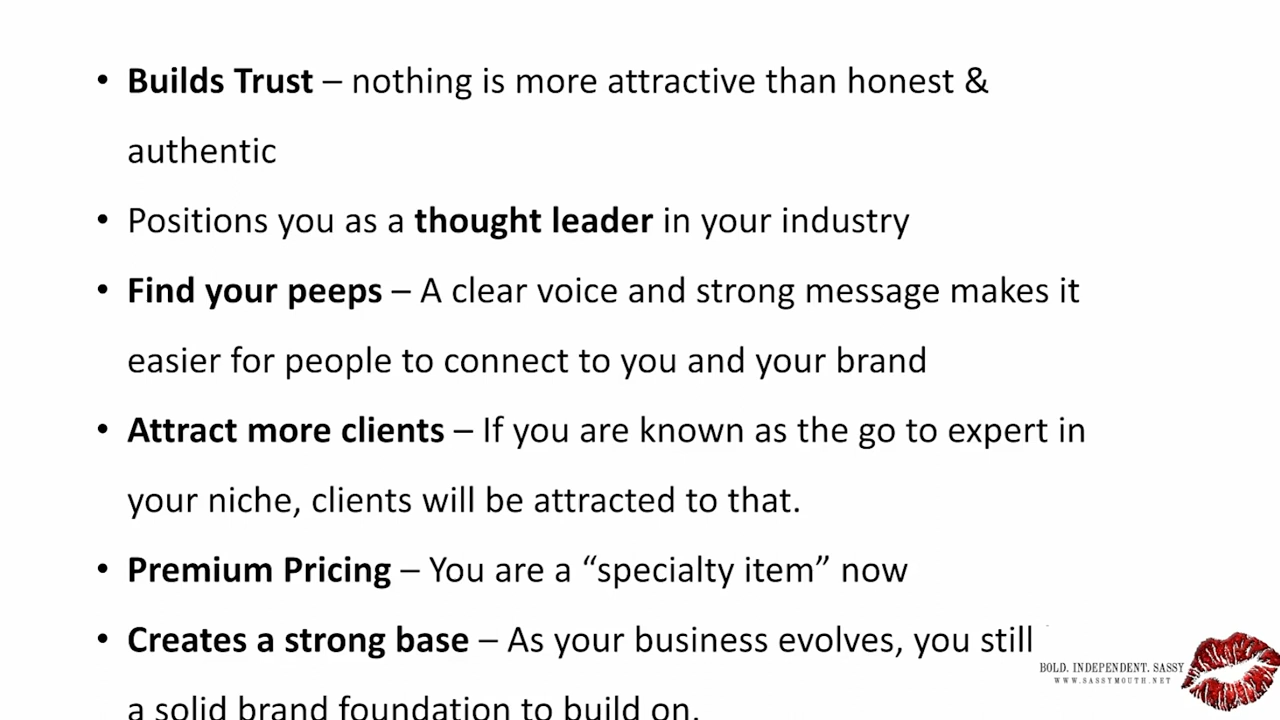 • Builds Trust – nothing is more attractive than honest &
authentic
• Positions you as a thought leader in your industry
• Find your peeps – A clear voice and strong message makes it
easier for people to connect to you and your brand
• Attract more clients – If you are known as the go to expert in
your niche, clients will be attracted to that.
• Premium Pricing – You are a “specialty item” now
• Creates a strong base – As your business evolves, you still
a solid brand foundation to build on.
BOLD. INDEPENDENT. SASSY
WWW.SASSYMOUTH.NET